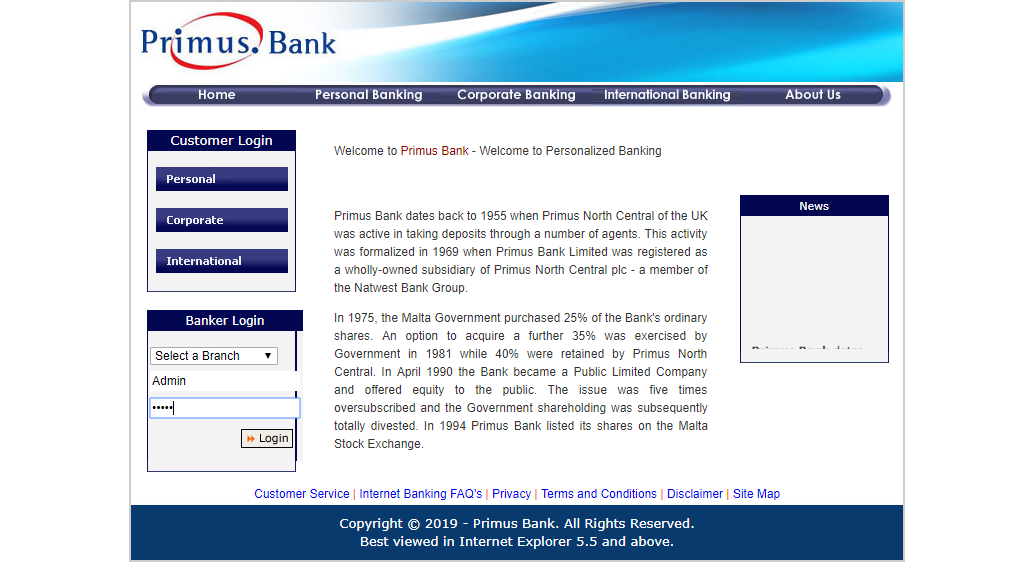 Primus. Bank
Home Personal Banking Corporate Banking International Banking About Us
Customer Login
Personal
Corporate
International
Banker Login
Select a Branch
Admin
•••••
Login
Welcome to Primus Bank - Welcome to Personalized Banking
Primus Bank dates back to 1955 when Primus North Central of the UK
was active in taking deposits through a number of agents. This activity
was formalized in 1969 when Primus Bank Limited was registered as
a wholly-owned subsidiary of Primus North Central plc - a member of
the Natwest Bank Group.
In 1975, the Malta Government purchased 25% of the Bank's ordinary
shares. An option to acquire a further 35% was exercised by
Government in 1981 while 40% were retained by Primus North
Central. In April 1990 the Bank became a Public Limited Company
and offered equity to the public. The issue was five times
oversubscribed and the Government shareholding was subsequently
totally divested. In 1994 Primus Bank listed its shares on the Malta
Stock Exchange.
News
Primus Bank dates
Customer Service | Internet Banking FAQ's | Privacy | Terms and Conditions | Disclaimer | Site Map
Copyright © 2019 - Primus Bank. All Rights Reserved.
Best viewed in Internet Explorer 5.5 and above.